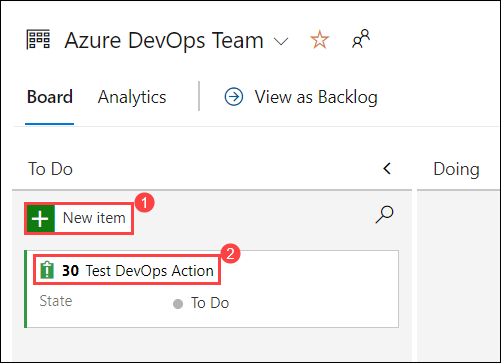 Azure DevOps Team
Board Analytics View as Backlog
To Do Doing
New item 1
30 Test DevOps Action 2
State To Do